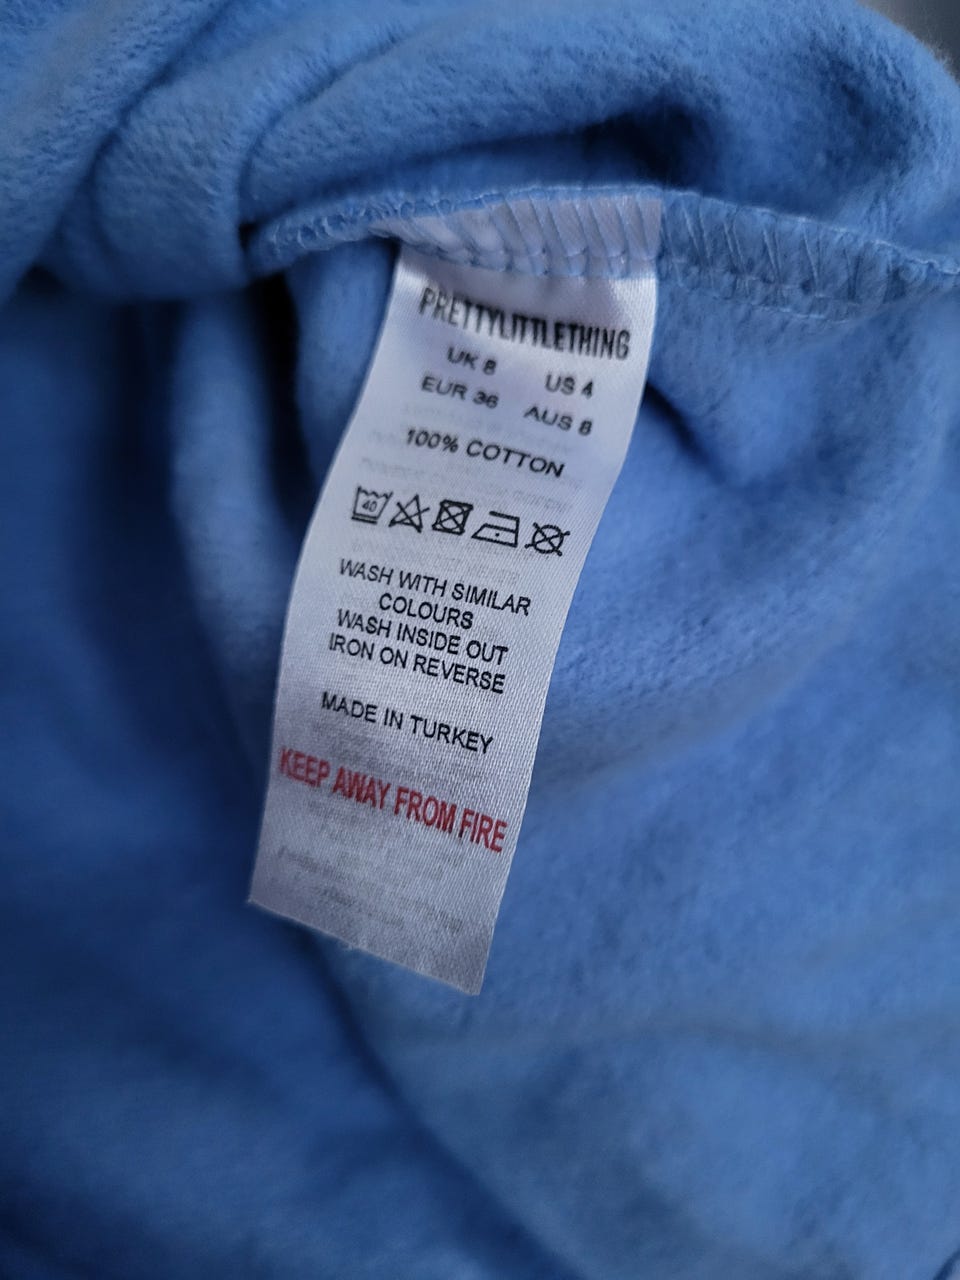 PRETTYLITTLETHING
UK 8 US 4
EUR 36 AUS 8
100% COTTON
40
WASH WITH SIMILAR
COLOURS
WASH INSIDE OUT
IRON ON REVERSE
MADE IN TURKEY
KEEP AWAY FROM FIRE